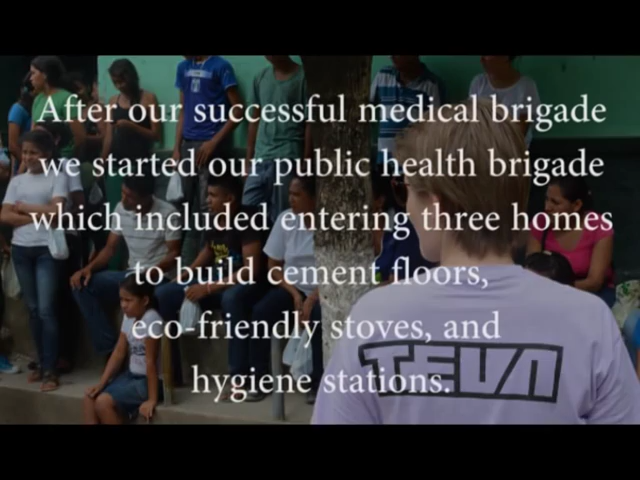 After our successful medical brigade
we started our public health brigade
which included entering three homes
to build cement floors,
eco-friendly stoves, and
hygiene stations.
TEVA